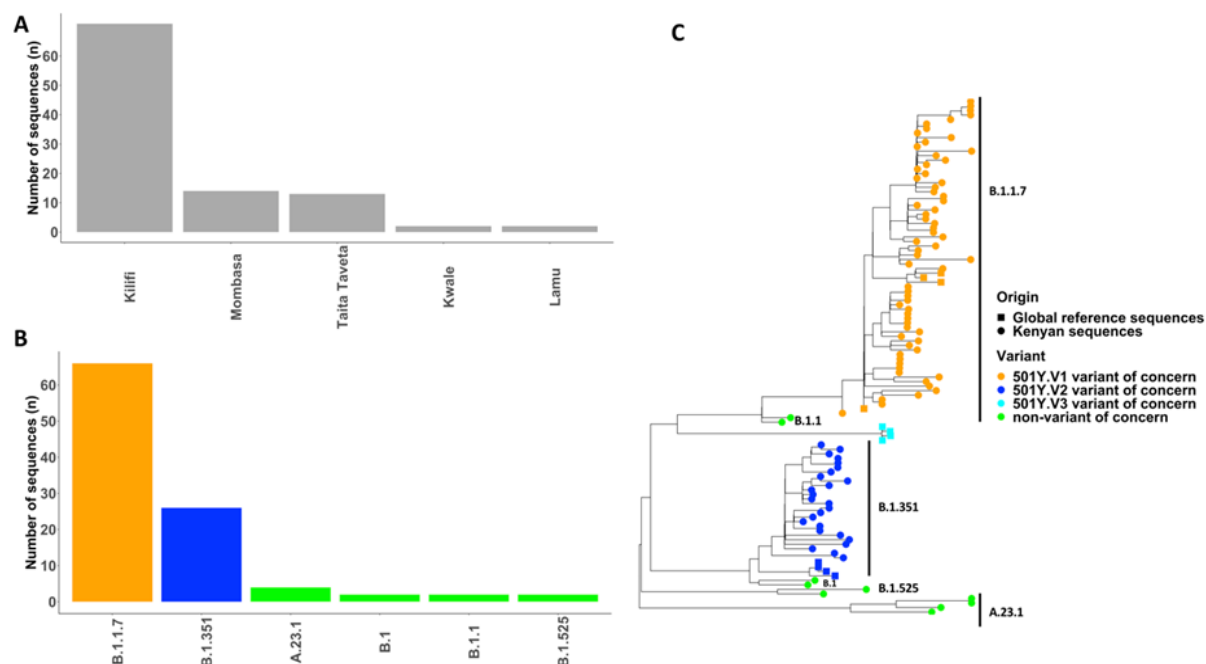 A
Number of sequences (n)
60
50
40
30
20
10
0
Kilifi
Mombasa
Taita Taveta
Kwale
Lamu
B
Number of sequences (n)
60
50
40
30
20
10
0
B.1.1.7
B.1.351
A.23.1
B.1
B.1.1
B.1.525
C
B.1.1.7
B.1.1
B.1.351
B.1
B.1.525
A.23.1
Origin
Global reference sequences
Kenyan sequences
Variant
501Y.V1 variant of concern
501Y.V2 variant of concern
501Y.V3 variant of concern
non-variant of concern